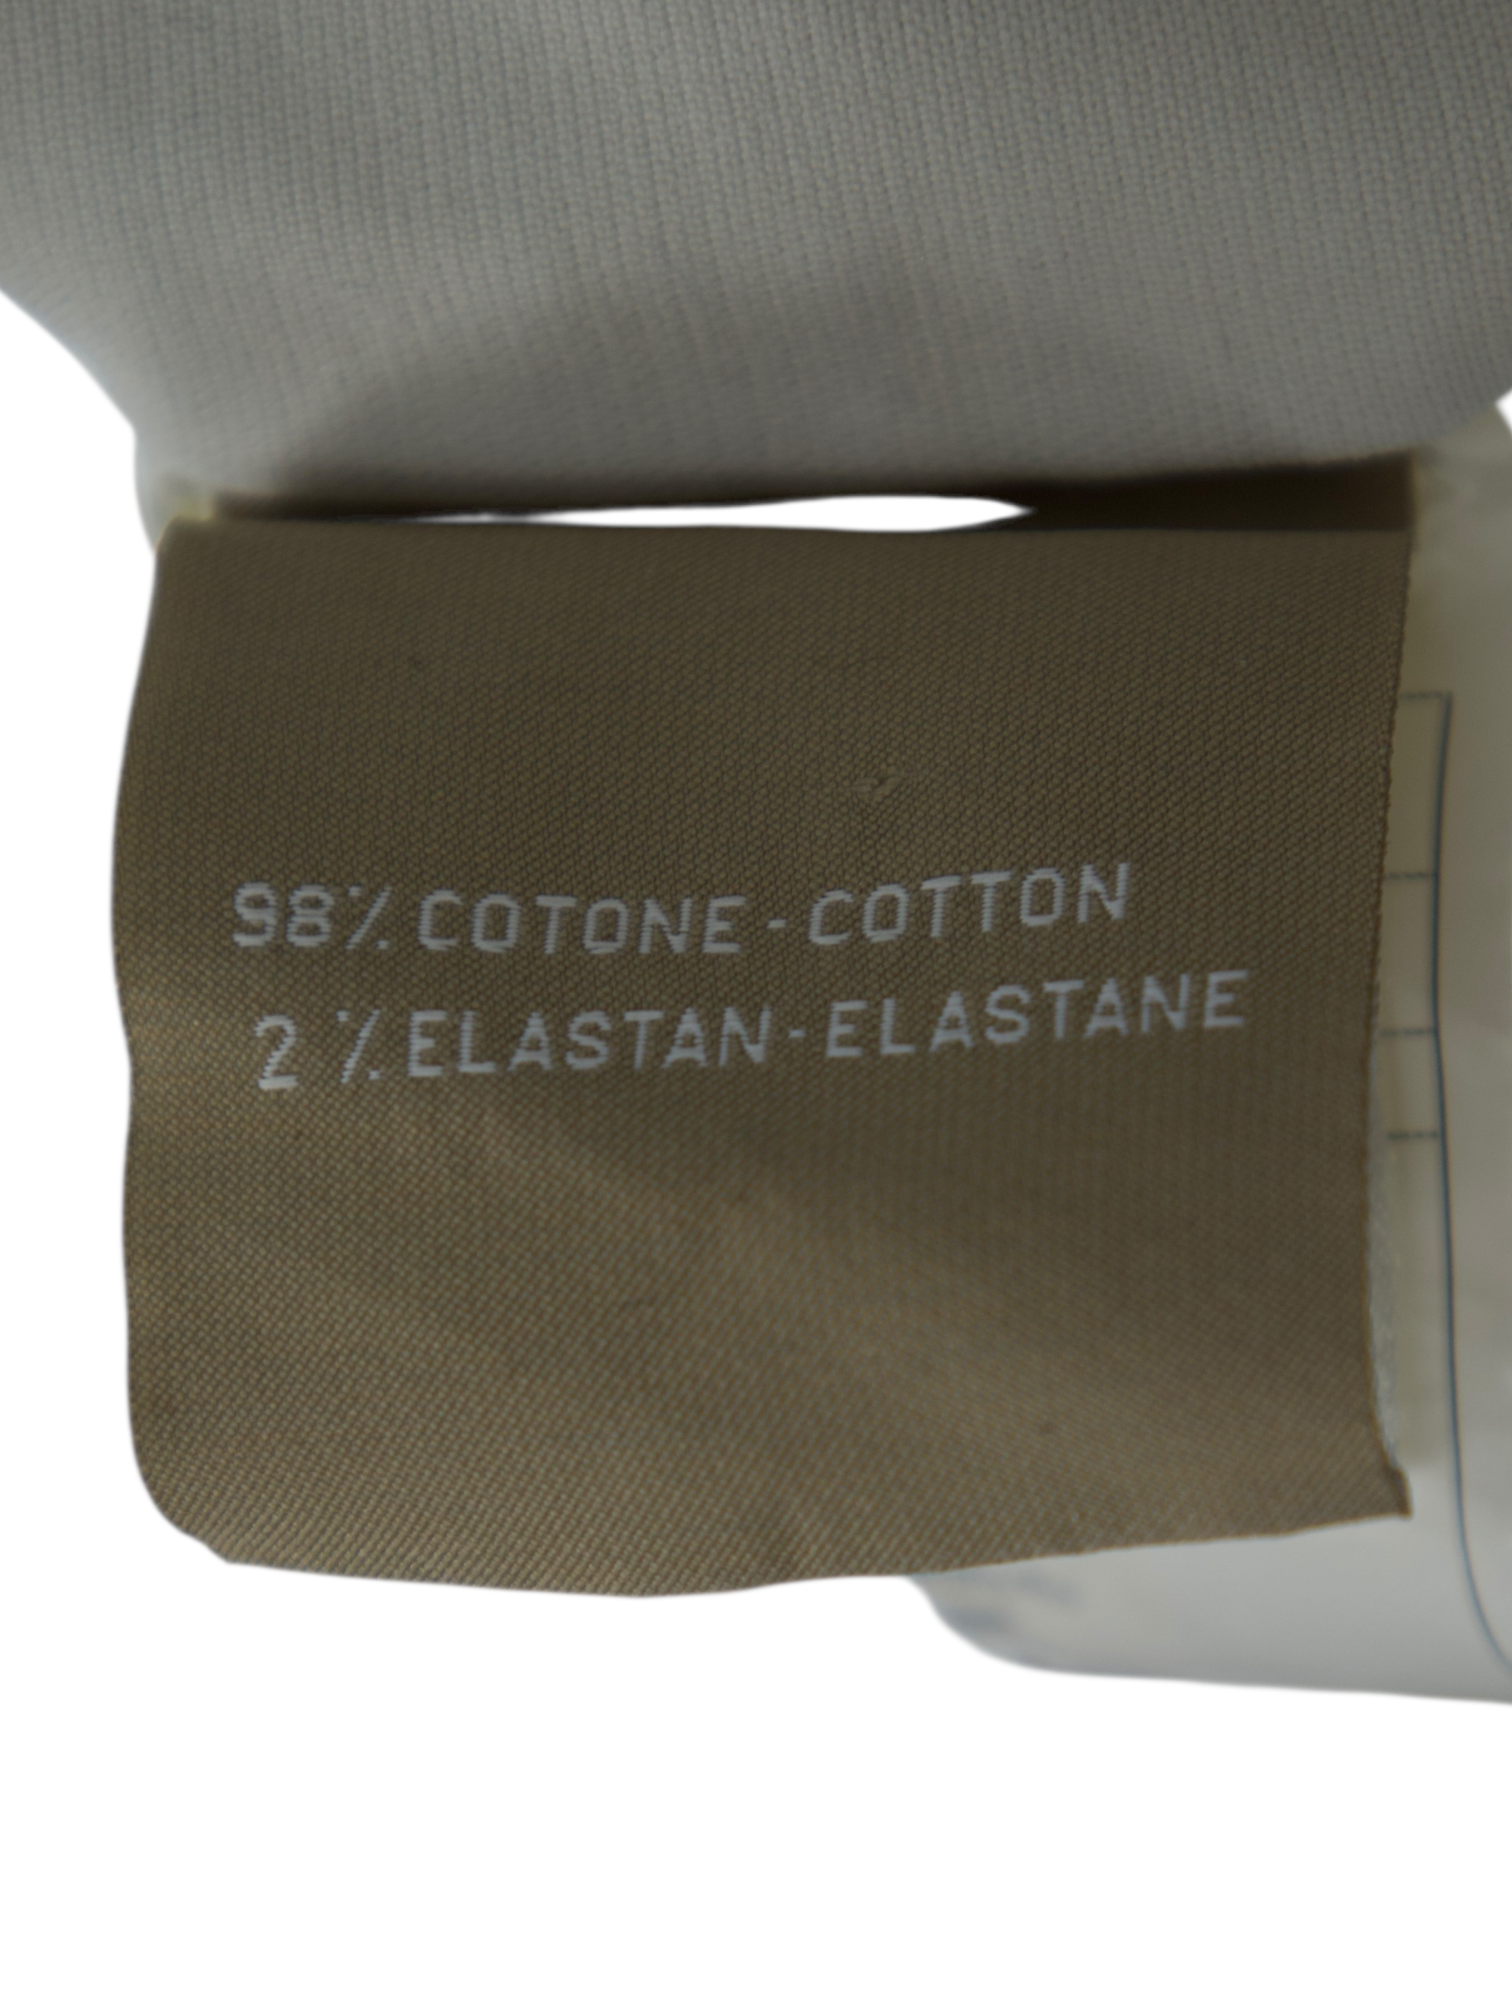 98% COTONE - COTTON
2 % ELASTAN - ELASTANE